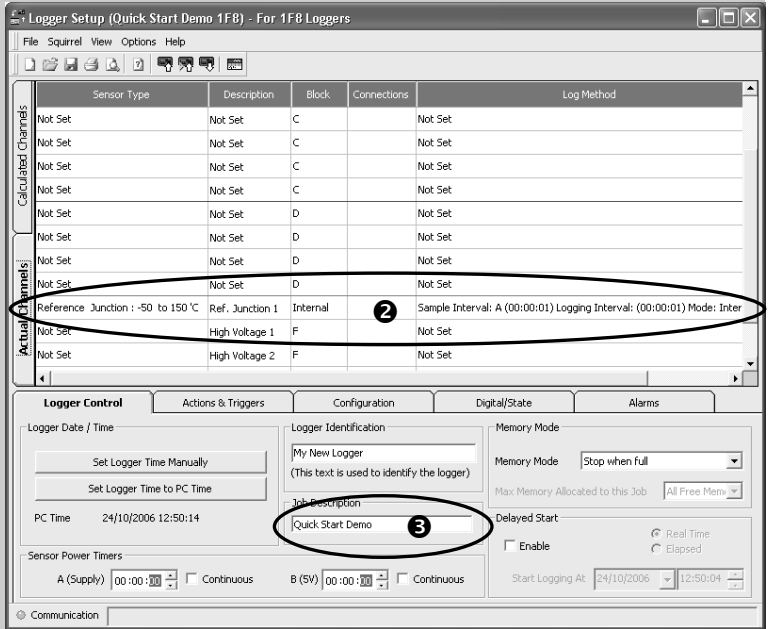 Logger Setup (Quick Start Demo 1F8) - For 1F8 Loggers
File Squirrel View Options Help
Calculated Channels
Actual Channels
Sensor Type Description Block Connections Log Method
Not Set Not Set C Not Set
Not Set Not Set C Not Set
Not Set Not Set C Not Set
Not Set Not Set C Not Set
Not Set Not Set D Not Set
Not Set Not Set D Not Set
Not Set Not Set D Not Set
Not Set Not Set D Not Set
Reference Junction : -50 to 150 'C Ref. Junction 1 Internal ❷ Sample Interval: A (00:00:01) Logging Interval: (00:00:01) Mode: Inter
Not Set High Voltage 1 F Not Set
Not Set High Voltage 2 F Not Set
Logger Control Actions & Triggers Configuration Digital/State Alarms
Logger Date / Time
Set Logger Time Manually
Set Logger Time to PC Time
PC Time 24/10/2006 12:50:14
Logger Identification
My New Logger
(This text is used to identify the logger)
Job Description
Quick Start Demo ❸
Memory Mode
Memory Mode Stop when full
Max Memory Allocated to this Job All Free Mem
Delayed Start
Enable
Real Time
Elapsed
Start Logging At 24/10/2006 12:50:04
Sensor Power Timers
A (Supply) 00:00:00 Continuous B (5V) 00:00:00 Continuous
Communication